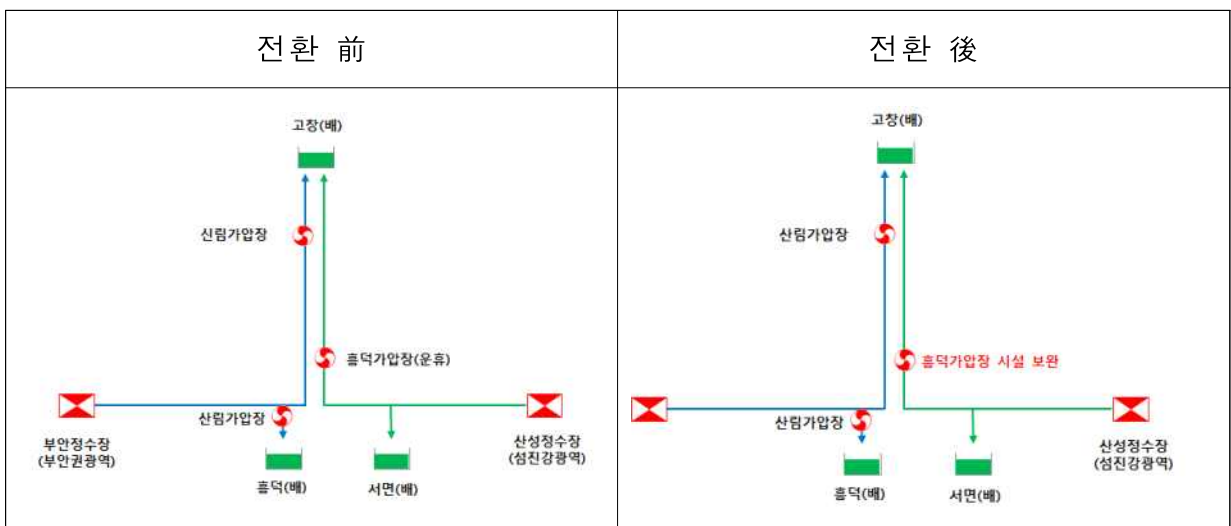 전환 前
전환 後
고창(배)
신림가압장
흥덕가압장(운휴)
산림가압장
부안정수장
(부안권광역)
산성정수장
(섬진강광역)
흥덕(배)
서면(배)
고창(배)
산림가압장
흥덕가압장 시설 보완
산림가압장
산성정수장
(섬진강광역)
흥덕(배)
서면(배)